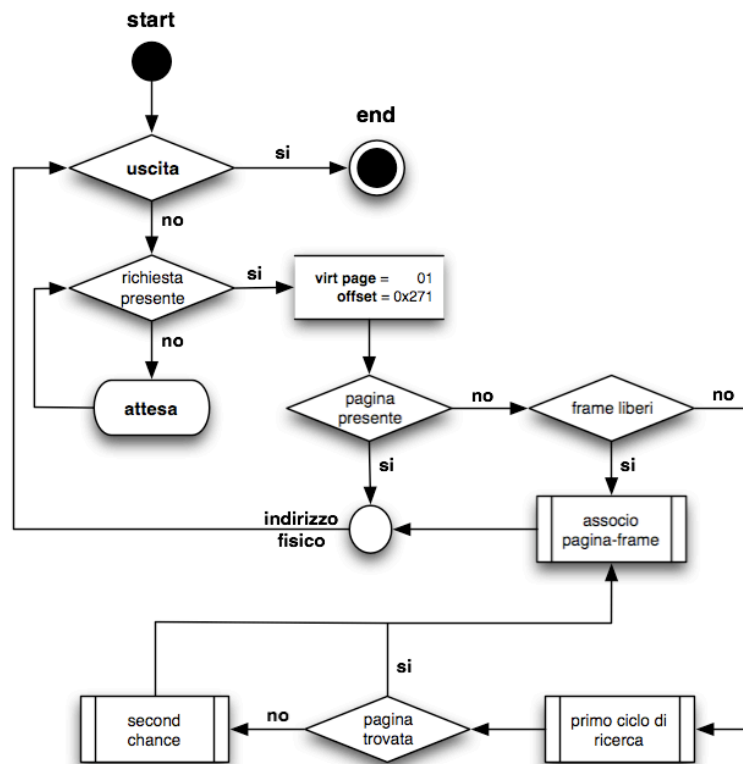 start
end
uscita
si
no
richiesta
presente
si
virt page = 01
offset = 0x271
no
attesa
pagina
presente
no
frame liberi
no
si
si
indirizzo
fisico
associo
pagina-frame
si
second
chance
no
pagina
trovata
primo ciclo di
ricerca